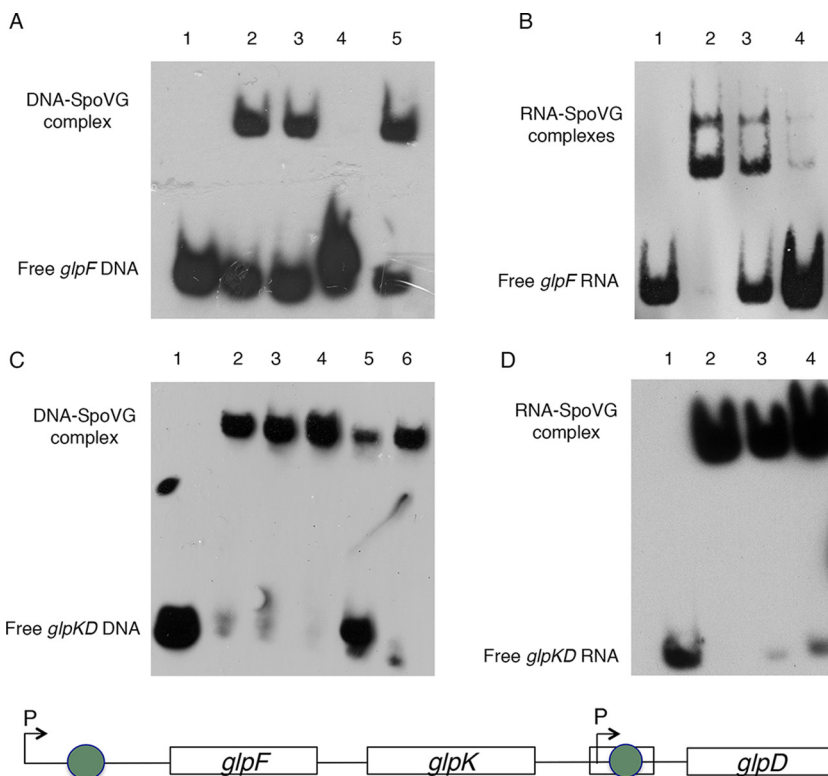 A
B
1 2 3 4 5
1 2 3 4
DNA-SpoVG
complex
RNA-SpoVG
complexes
Free glpF DNA
Free glpF RNA
C
D
1 2 3 4 5 6
1 2 3 4
DNA-SpoVG
complex
RNA-SpoVG
complex
Free glpKD DNA
Free glpKD RNA
P
P
glpF glpK glpD